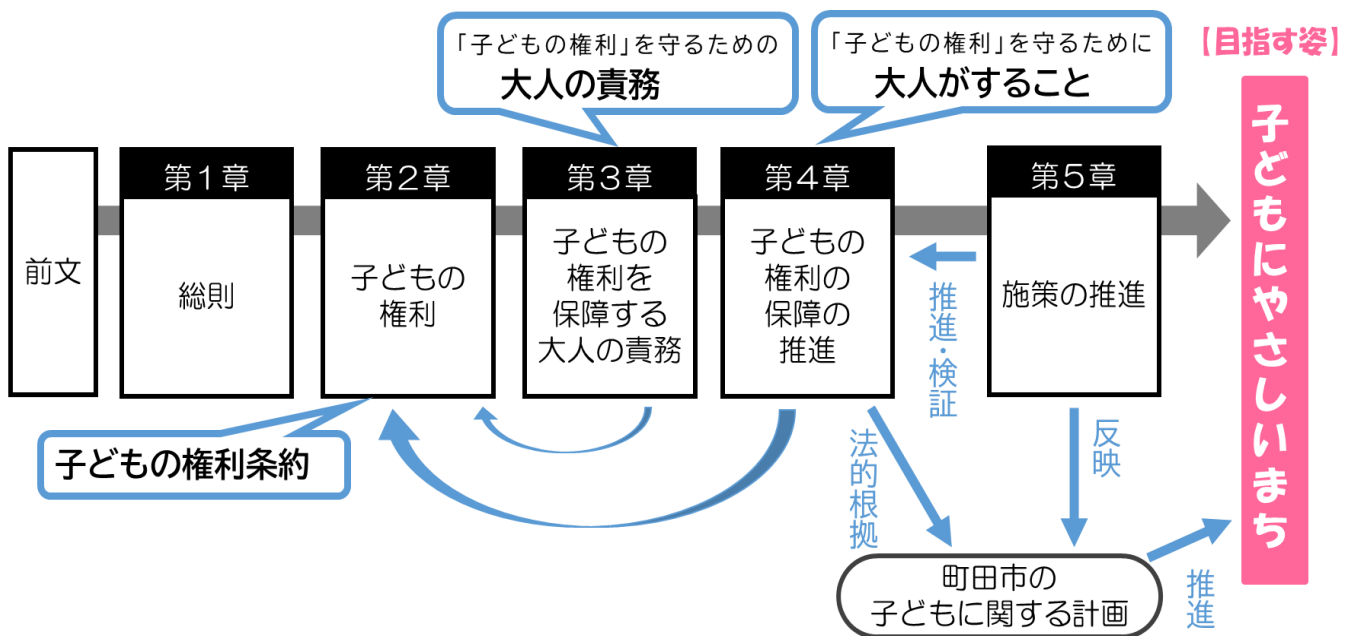 「子どもの権利」を守るための
大人の責務
「子どもの権利」を守るために
大人がすること
【目指す姿】
子どもにやさしいまち
前文
第１章
総則
第２章
子どもの
権利
第３章
子どもの
権利を
保障する
大人の責務
第４章
子どもの
権利の
保障の
推進
推進・検証
第５章
施策の推進
子どもの権利条約
法的根拠
反映
町田市の
子どもに関する計画
推進